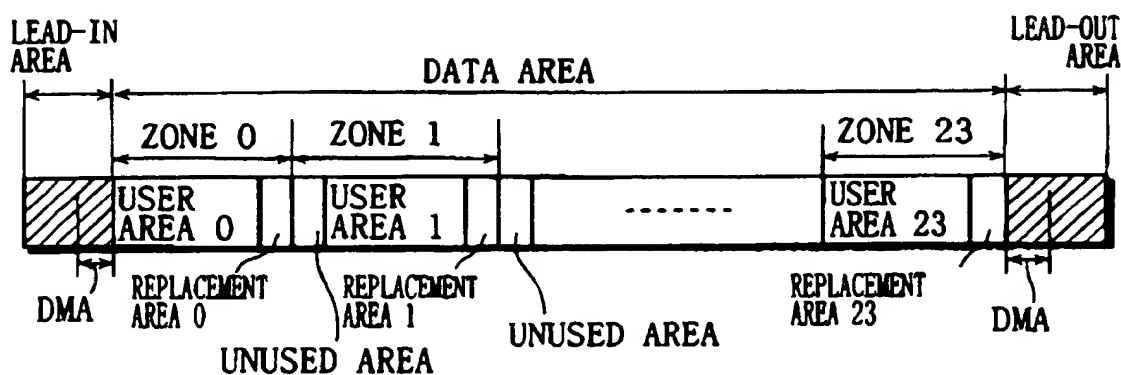 LEAD-IN
AREA
LEAD-OUT
AREA
DATA AREA
ZONE 0
ZONE 1
ZONE 23
USER
AREA 0
USER
AREA 1
--------
USER
AREA 23
DMA
REPLACEMENT
AREA 0
UNUSED AREA
REPLACEMENT
AREA 1
UNUSED AREA
REPLACEMENT
AREA 23
DMA